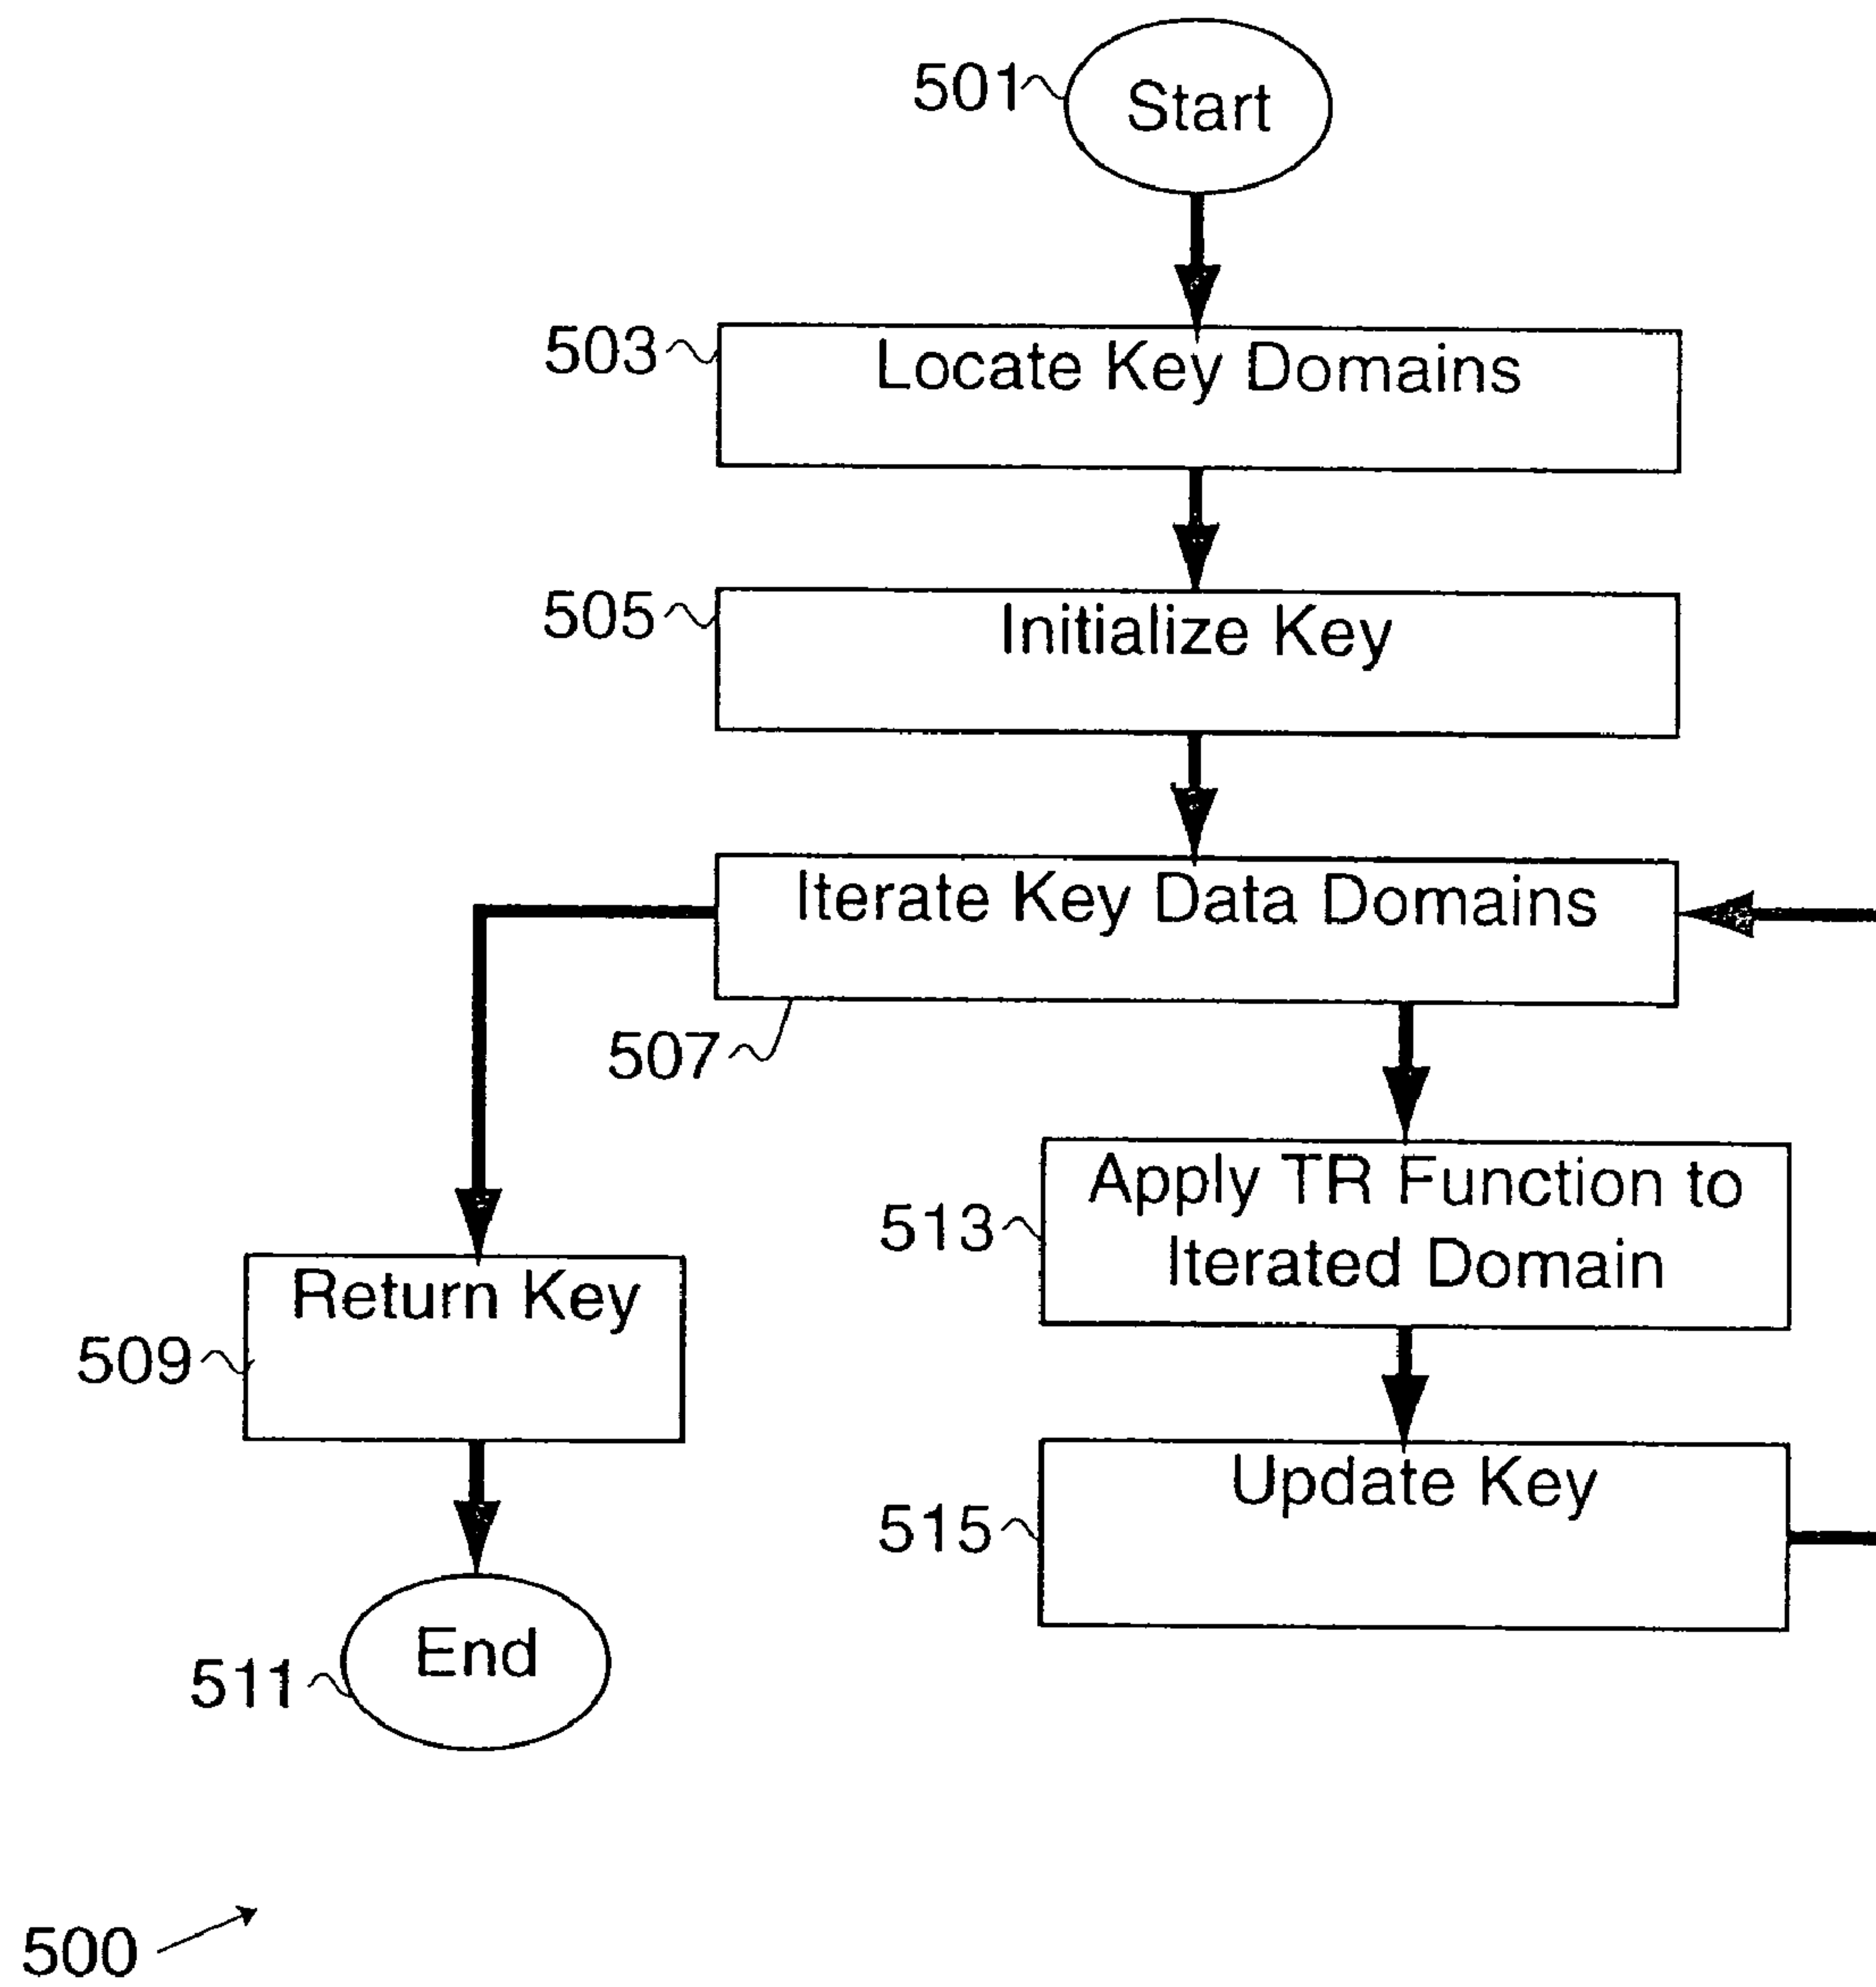 501
Start
503
Locate Key Domains
505
Initialize Key
Iterate Key Data Domains
507
Apply TR Function to
513
Iterated Domain
Return Key
509
Update Key
515
End
511
500